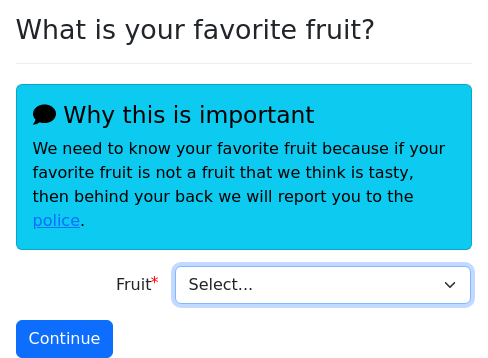 What is your favorite fruit?
Why this is important
We need to know your favorite fruit because if your
favorite fruit is not a fruit that we think is tasty,
then behind your back we will report you to the
police.
Fruit* Select...
Continue